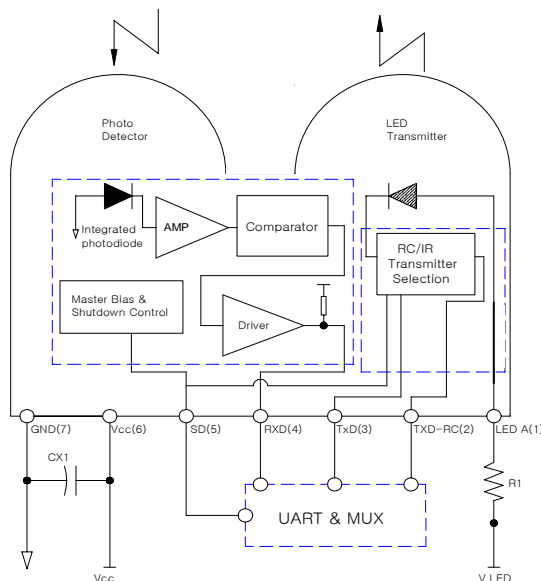 Photo
Detector
LED
Transmitter
Integrated
photodiode
AMP
Comparator
RC/IR
Transmitter
Selection
Master Bias &
Shutdown Control
Driver
GND(7)
Vcc(6)
SD(5)
RXD(4)
TxD(3)
TXD-RC(2)
LED A(1)
CX1
R1
UART & MUX
Vcc
V LED